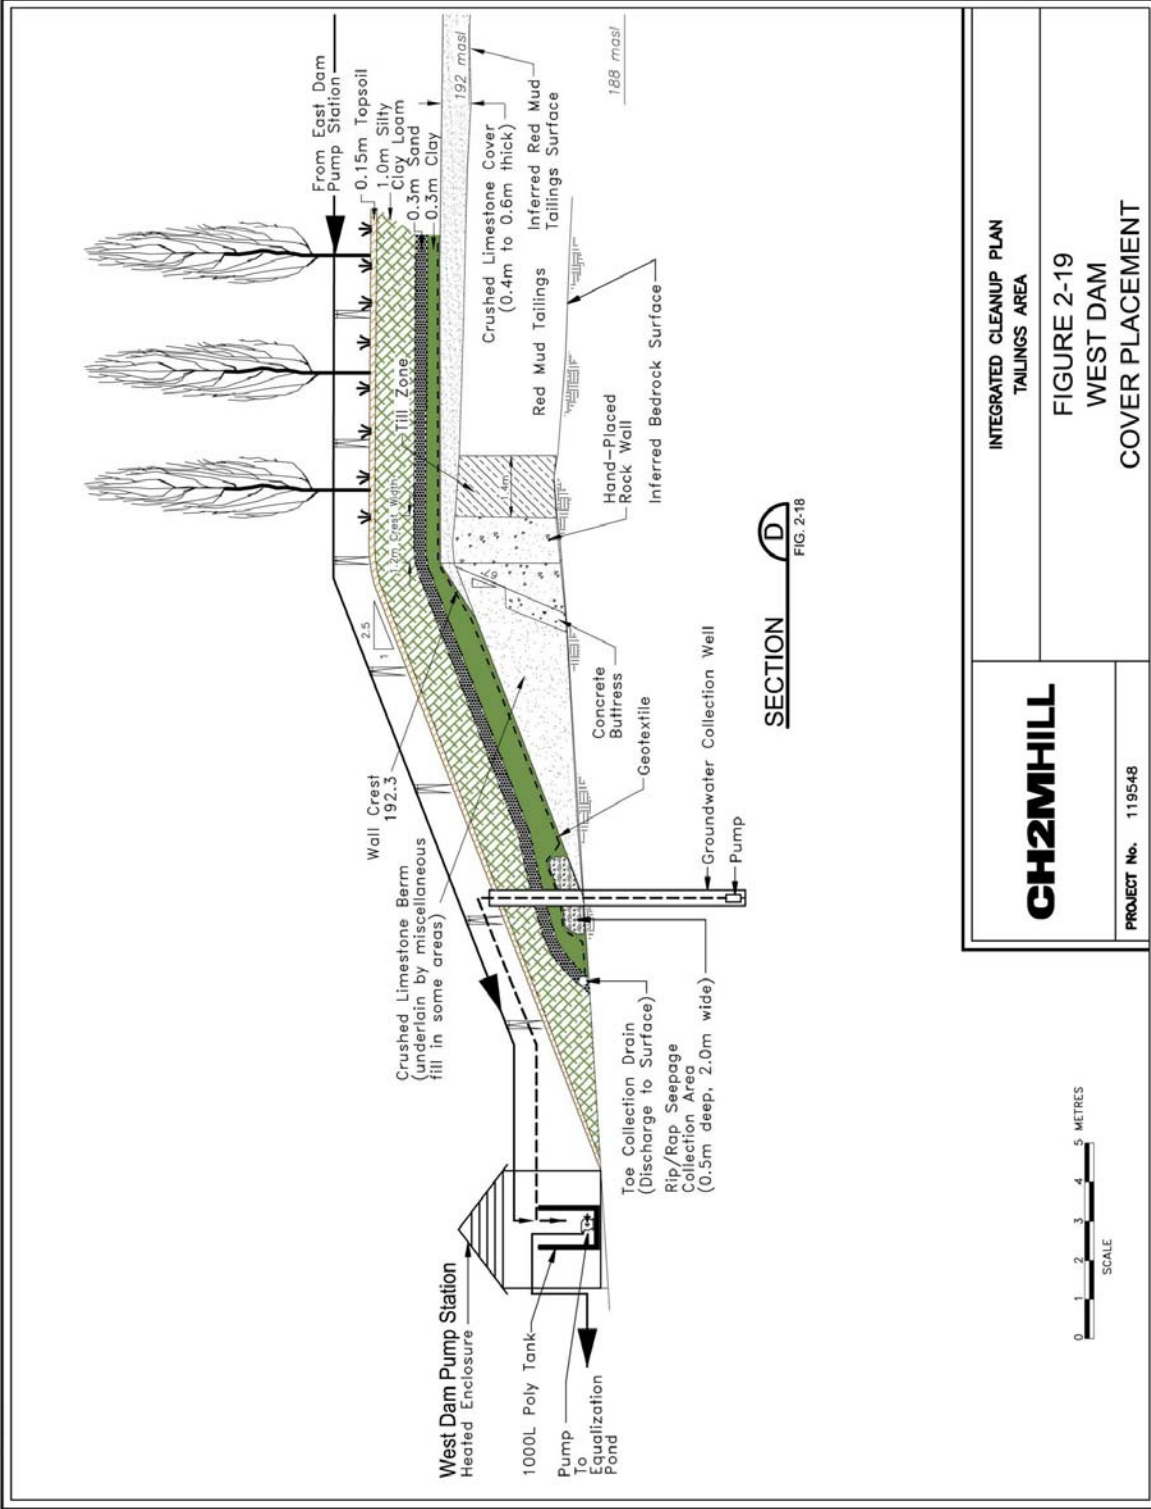 From East Dam
Pump Station
0.15m Topsoil
1.0m Silty
Clay Loam
0.3m Sand
0.3m Clay
192 masl
188 masl
Crushed Limestone Cover
(0.4m to 0.6m thick)
Inferred Red Mud
Tailings Surface
Red Mud Tailings
Till Zone
1.2m Crest Width
Hand-Placed
Rock Wall
Inferred Bedrock Surface
2.5
1
Wall Crest
192.3
Crushed Limestone Berm
(underlain by miscellaneous
fill in some areas)
Concrete
Buttress
Geotextile
Groundwater Collection Well
Pump
Toe Collection Drain
(Discharge to Surface)
Rip/Rap Seepage
Collection Area
(0.5m deep, 2.0m wide)
West Dam Pump Station
Heated Enclosure
1000L Poly Tank
Pump
To
Equalization
Pond
SECTION
D
FIG. 2-18
0 1 2 3 4 5 METRES
SCALE
CH2MHILL
PROJECT No. 119548
INTEGRATED CLEANUP PLAN
TAILINGS AREA
FIGURE 2-19
WEST DAM
COVER PLACEMENT